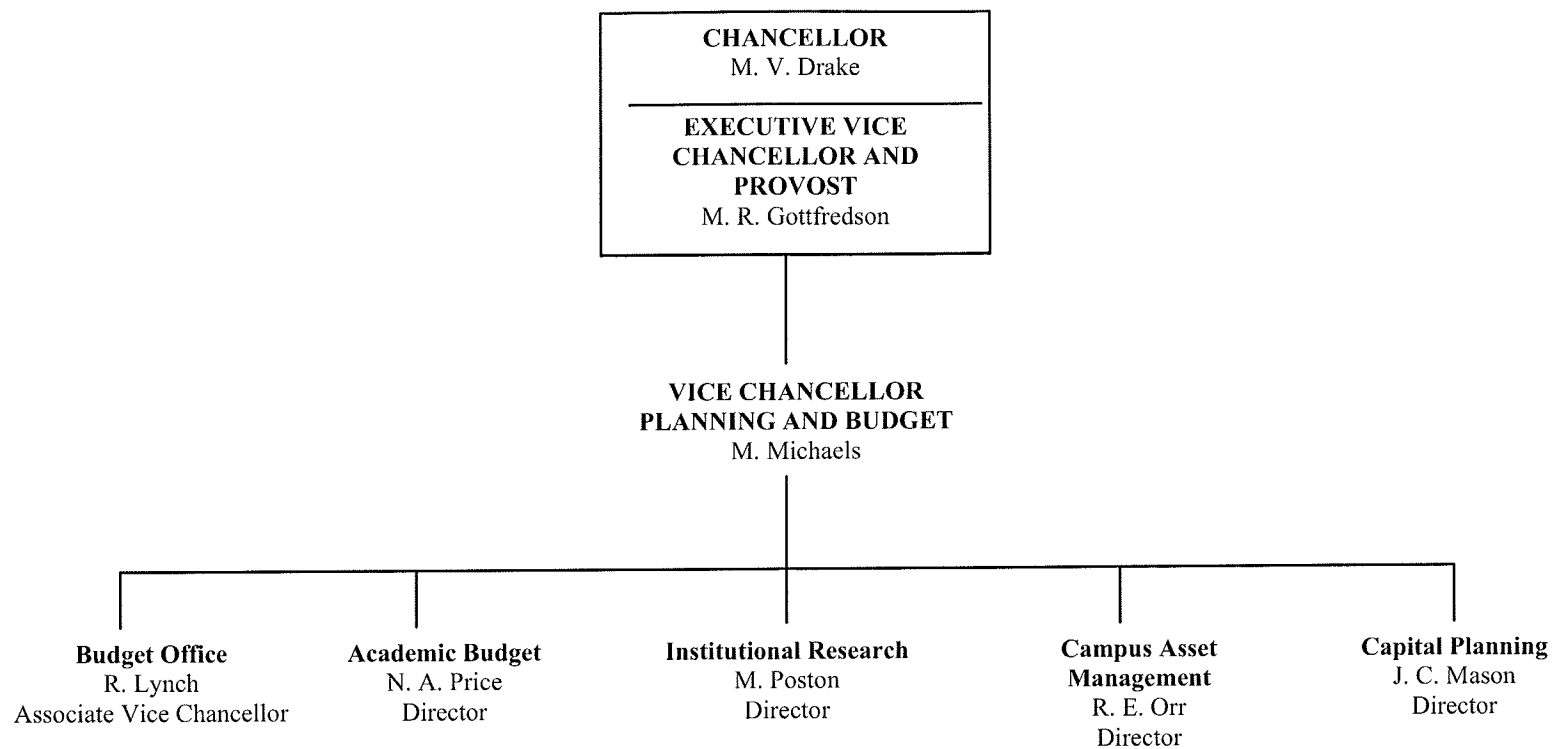 CHANCELLOR
M. V. Drake
EXECUTIVE VICE
CHANCELLOR AND
PROVOST
M. R. Gottfredson
VICE CHANCELLOR
PLANNING AND BUDGET
M. Michaels
Budget Office
R. Lynch
Associate Vice Chancellor
Academic Budget
N. A. Price
Director
Institutional Research
M. Poston
Director
Campus Asset
Management
R. E. Orr
Director
Capital Planning
J. C. Mason
Director